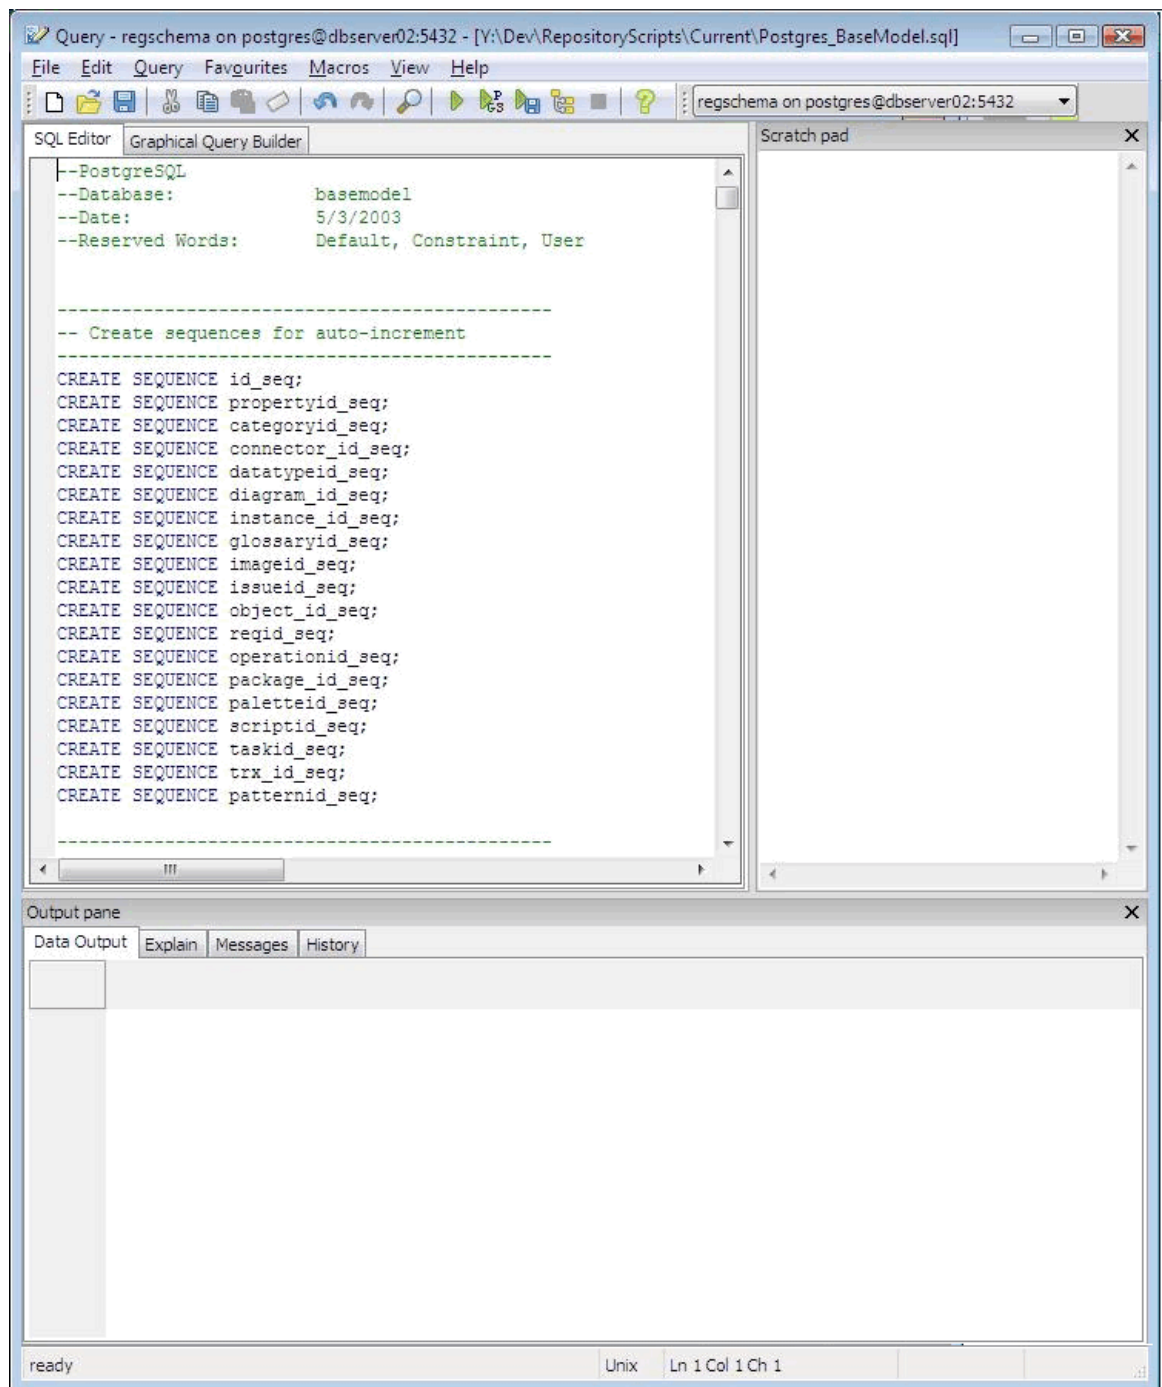 Query - regschema on postgres@dbserver02:5432 - [Y:\Dev\RepositoryScripts\Current\Postgres_BaseModel.sql]
File Edit Query Favourites Macros View Help
regschema on postgres@dbserver02:5432
SQL Editor Graphical Query Builder
Scratch pad
--PostgreSQL
--Database: basemodel
--Date: 5/3/2003
--Reserved Words: Default, Constraint, User
----------------------------------------------
-- Create sequences for auto-increment
----------------------------------------------
CREATE SEQUENCE id_seq;
CREATE SEQUENCE propertyid_seq;
CREATE SEQUENCE categoryid_seq;
CREATE SEQUENCE connector_id_seq;
CREATE SEQUENCE datatypeid_seq;
CREATE SEQUENCE diagram_id_seq;
CREATE SEQUENCE instance_id_seq;
CREATE SEQUENCE glossaryid_seq;
CREATE SEQUENCE imageid_seq;
CREATE SEQUENCE issueid_seq;
CREATE SEQUENCE object_id_seq;
CREATE SEQUENCE reqid_seq;
CREATE SEQUENCE operationid_seq;
CREATE SEQUENCE package_id_seq;
CREATE SEQUENCE paletteid_seq;
CREATE SEQUENCE scriptid_seq;
CREATE SEQUENCE taskid_seq;
CREATE SEQUENCE trx_id_seq;
CREATE SEQUENCE patternid_seq;
----------------------------------------------
Output pane
Data Output Explain Messages History
ready Unix Ln 1 Col 1 Ch 1